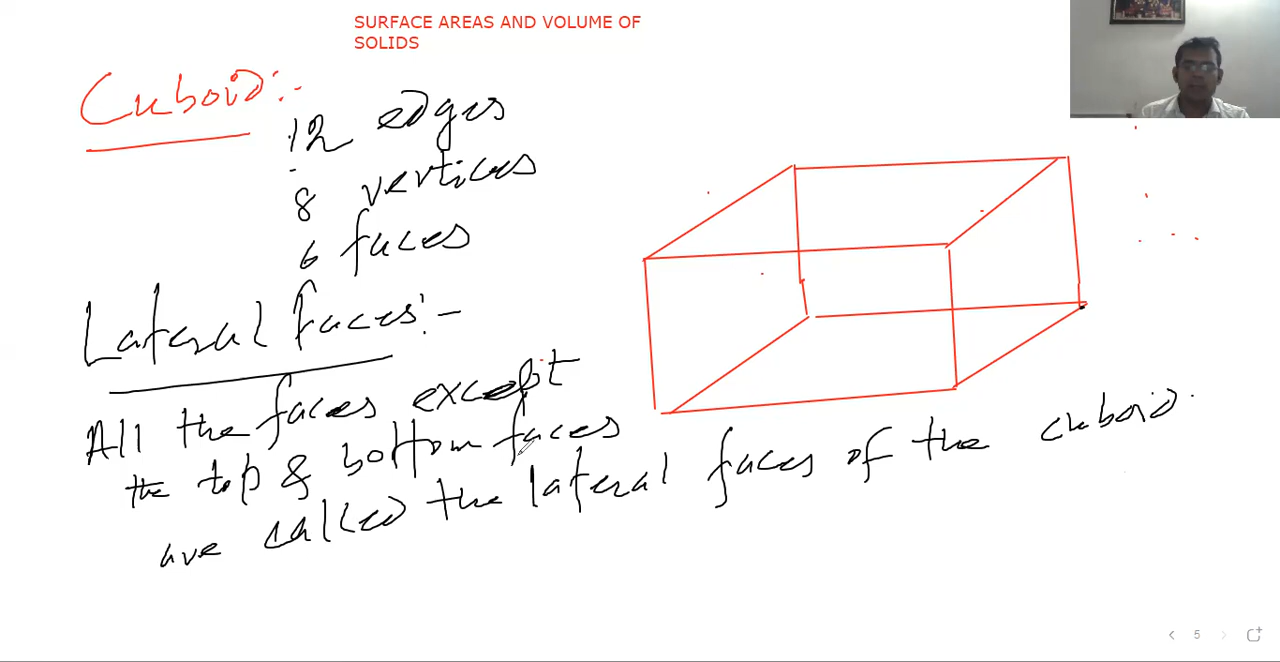 SURFACE AREAS AND VOLUME OF
SOLIDS
Cuboid:-
12 edges
8 vertices
6 faces
Lateral faces:-
All the faces except
the top & bottom faces
are called the lateral faces of the cuboid.
5